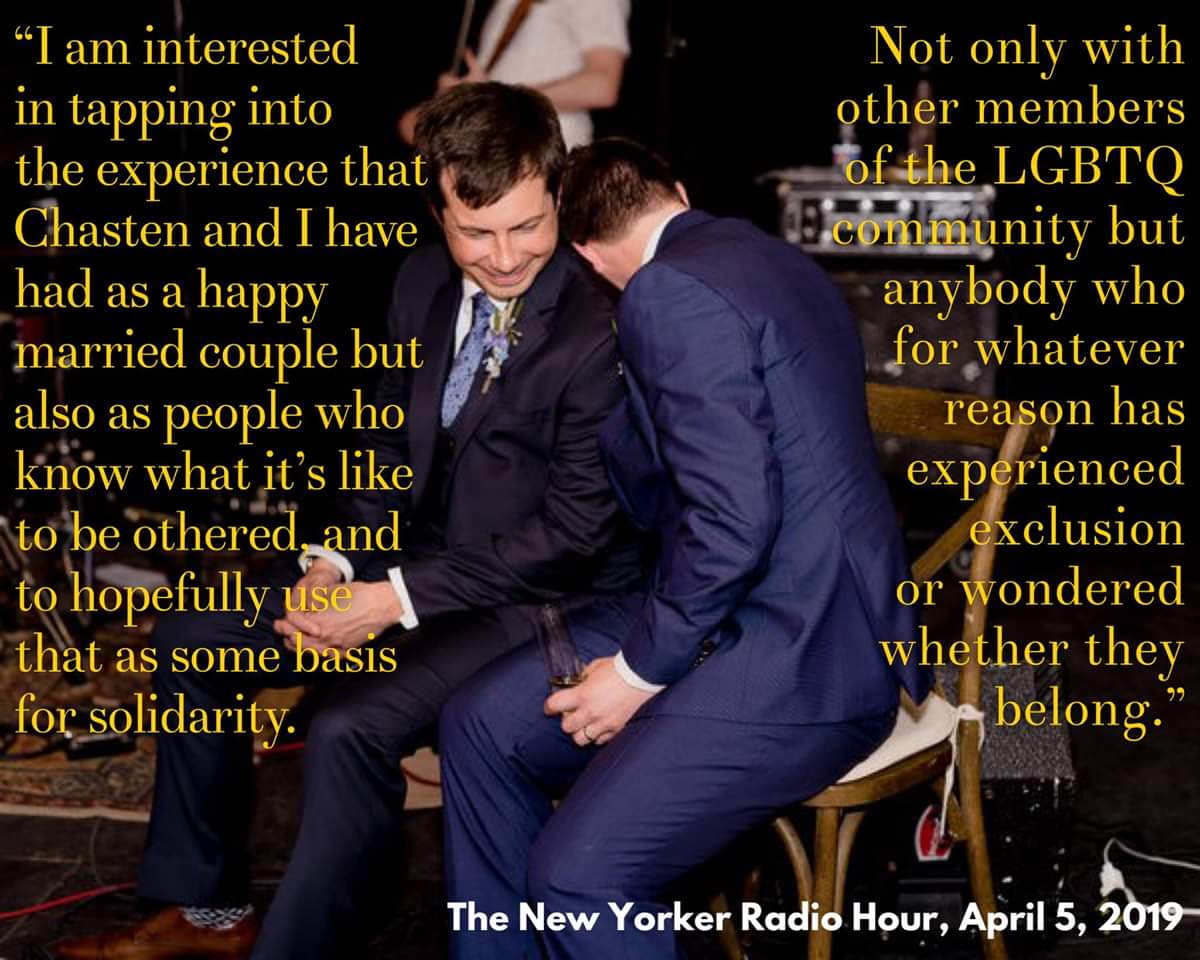 “I am interested
in tapping into
the experience that
Chasten and I have
had as a happy
married couple but
also as people who
know what it’s like
to be othered, and
to hopefully use
that as some basis
for solidarity.
Not only with
other members
of the LGBTQ
community but
anybody who
for whatever
reason has
experienced
exclusion
or wondered
whether they
belong.”
The New Yorker Radio Hour, April 5, 2019